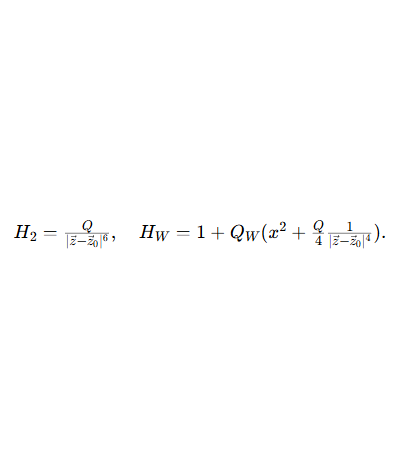 $H_2 = \frac{Q}{|\vec{z}-\vec{z}_0|^6}, \quad H_W = 1 + Q_W(x^2 + \frac{Q}{4}\frac{1}{|\vec{z}-\vec{z}_0|^4}).$